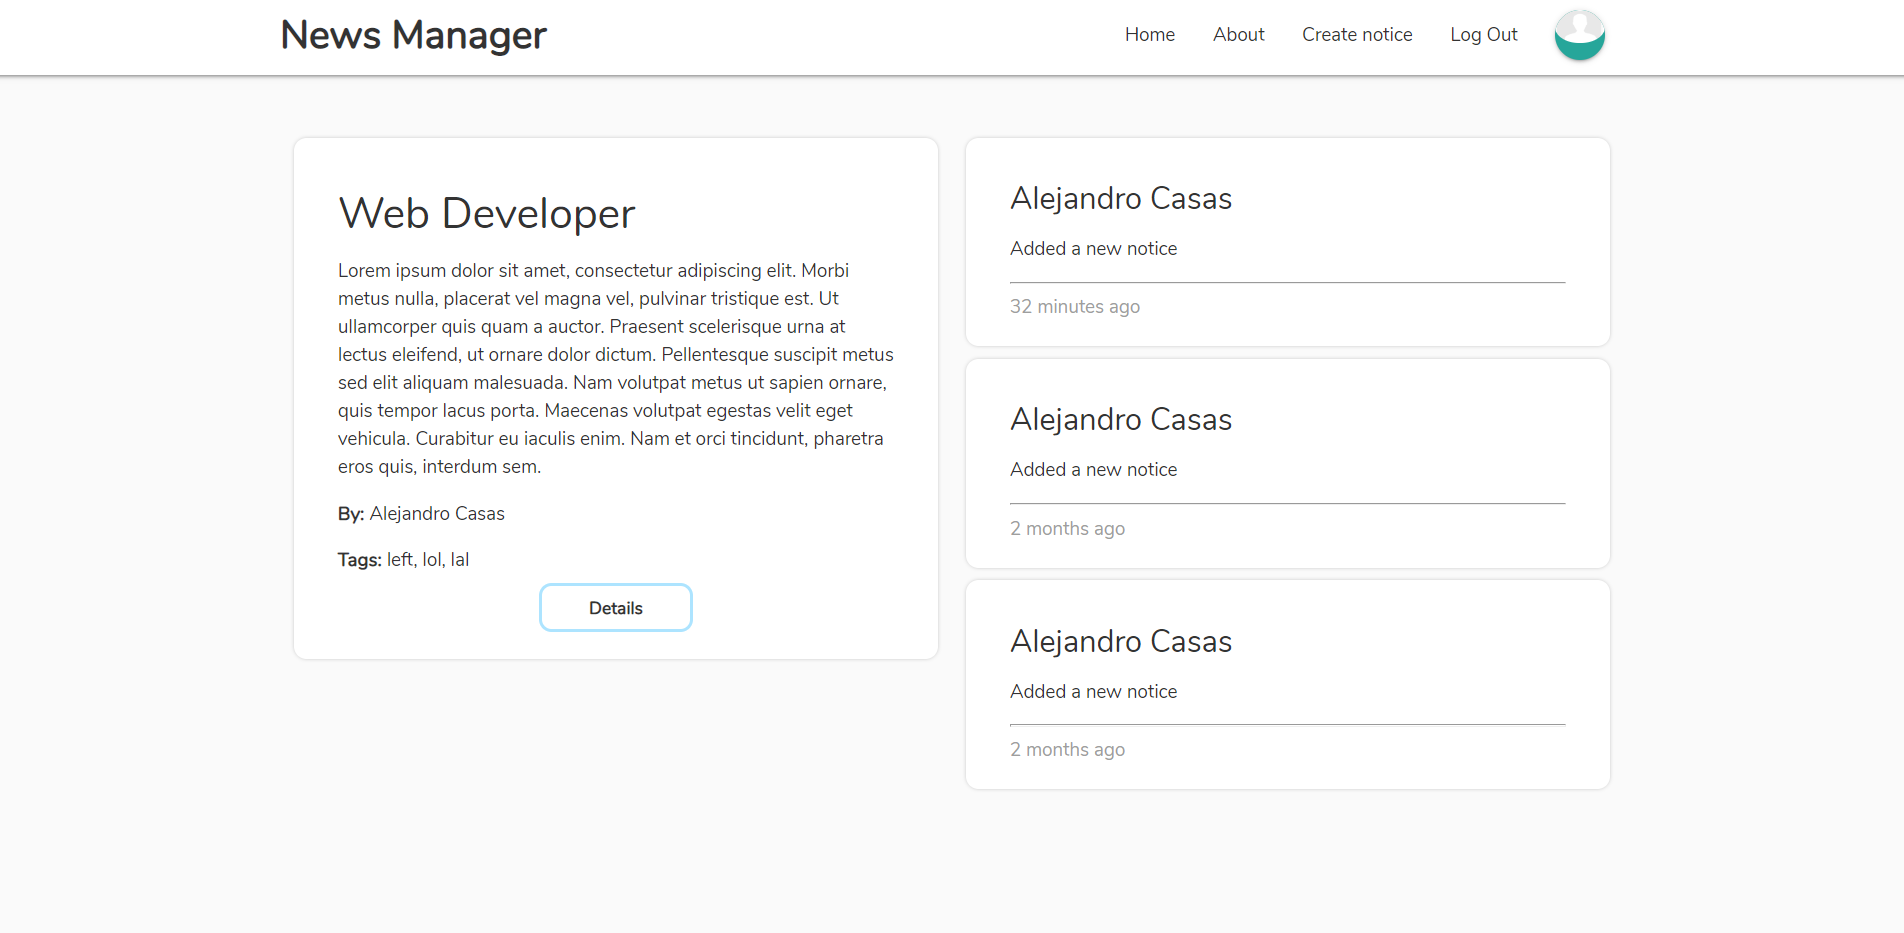 News Manager
Home About Create notice Log Out
Web Developer
Lorem ipsum dolor sit amet, consectetur adipiscing elit. Morbi
metus nulla, placerat vel magna vel, pulvinar tristique est. Ut
ullamcorper quis quam a auctor. Praesent scelerisque urna at
lectus eleifend, ut ornare dolor dictum. Pellentesque suscipit metus
sed elit aliquam malesuada. Nam volutpat metus ut sapien ornare,
quis tempor lacus porta. Maecenas volutpat egestas velit eget
vehicula. Curabitur eu iaculis enim. Nam et orci tincidunt, pharetra
eros quis, interdum sem.
By: Alejandro Casas
Tags: left, lol, lal
Details
Alejandro Casas
Added a new notice
32 minutes ago
Alejandro Casas
Added a new notice
2 months ago
Alejandro Casas
Added a new notice
2 months ago